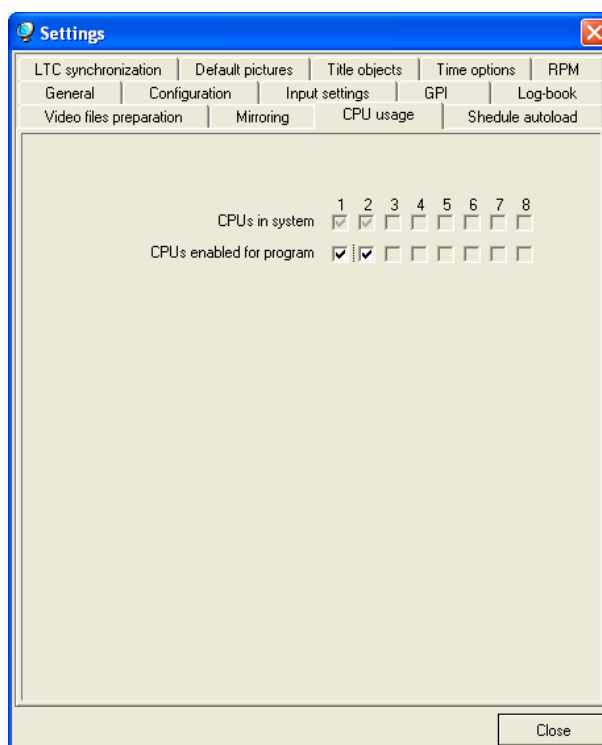 Settings
LTC synchronization Default pictures Title objects Time options RPM
General Configuration Input settings GPI Log-book
Video files preparation Mirroring CPU usage Shedule autoload
1 2 3 4 5 6 7 8
CPUs in system
CPUs enabled for program
Close